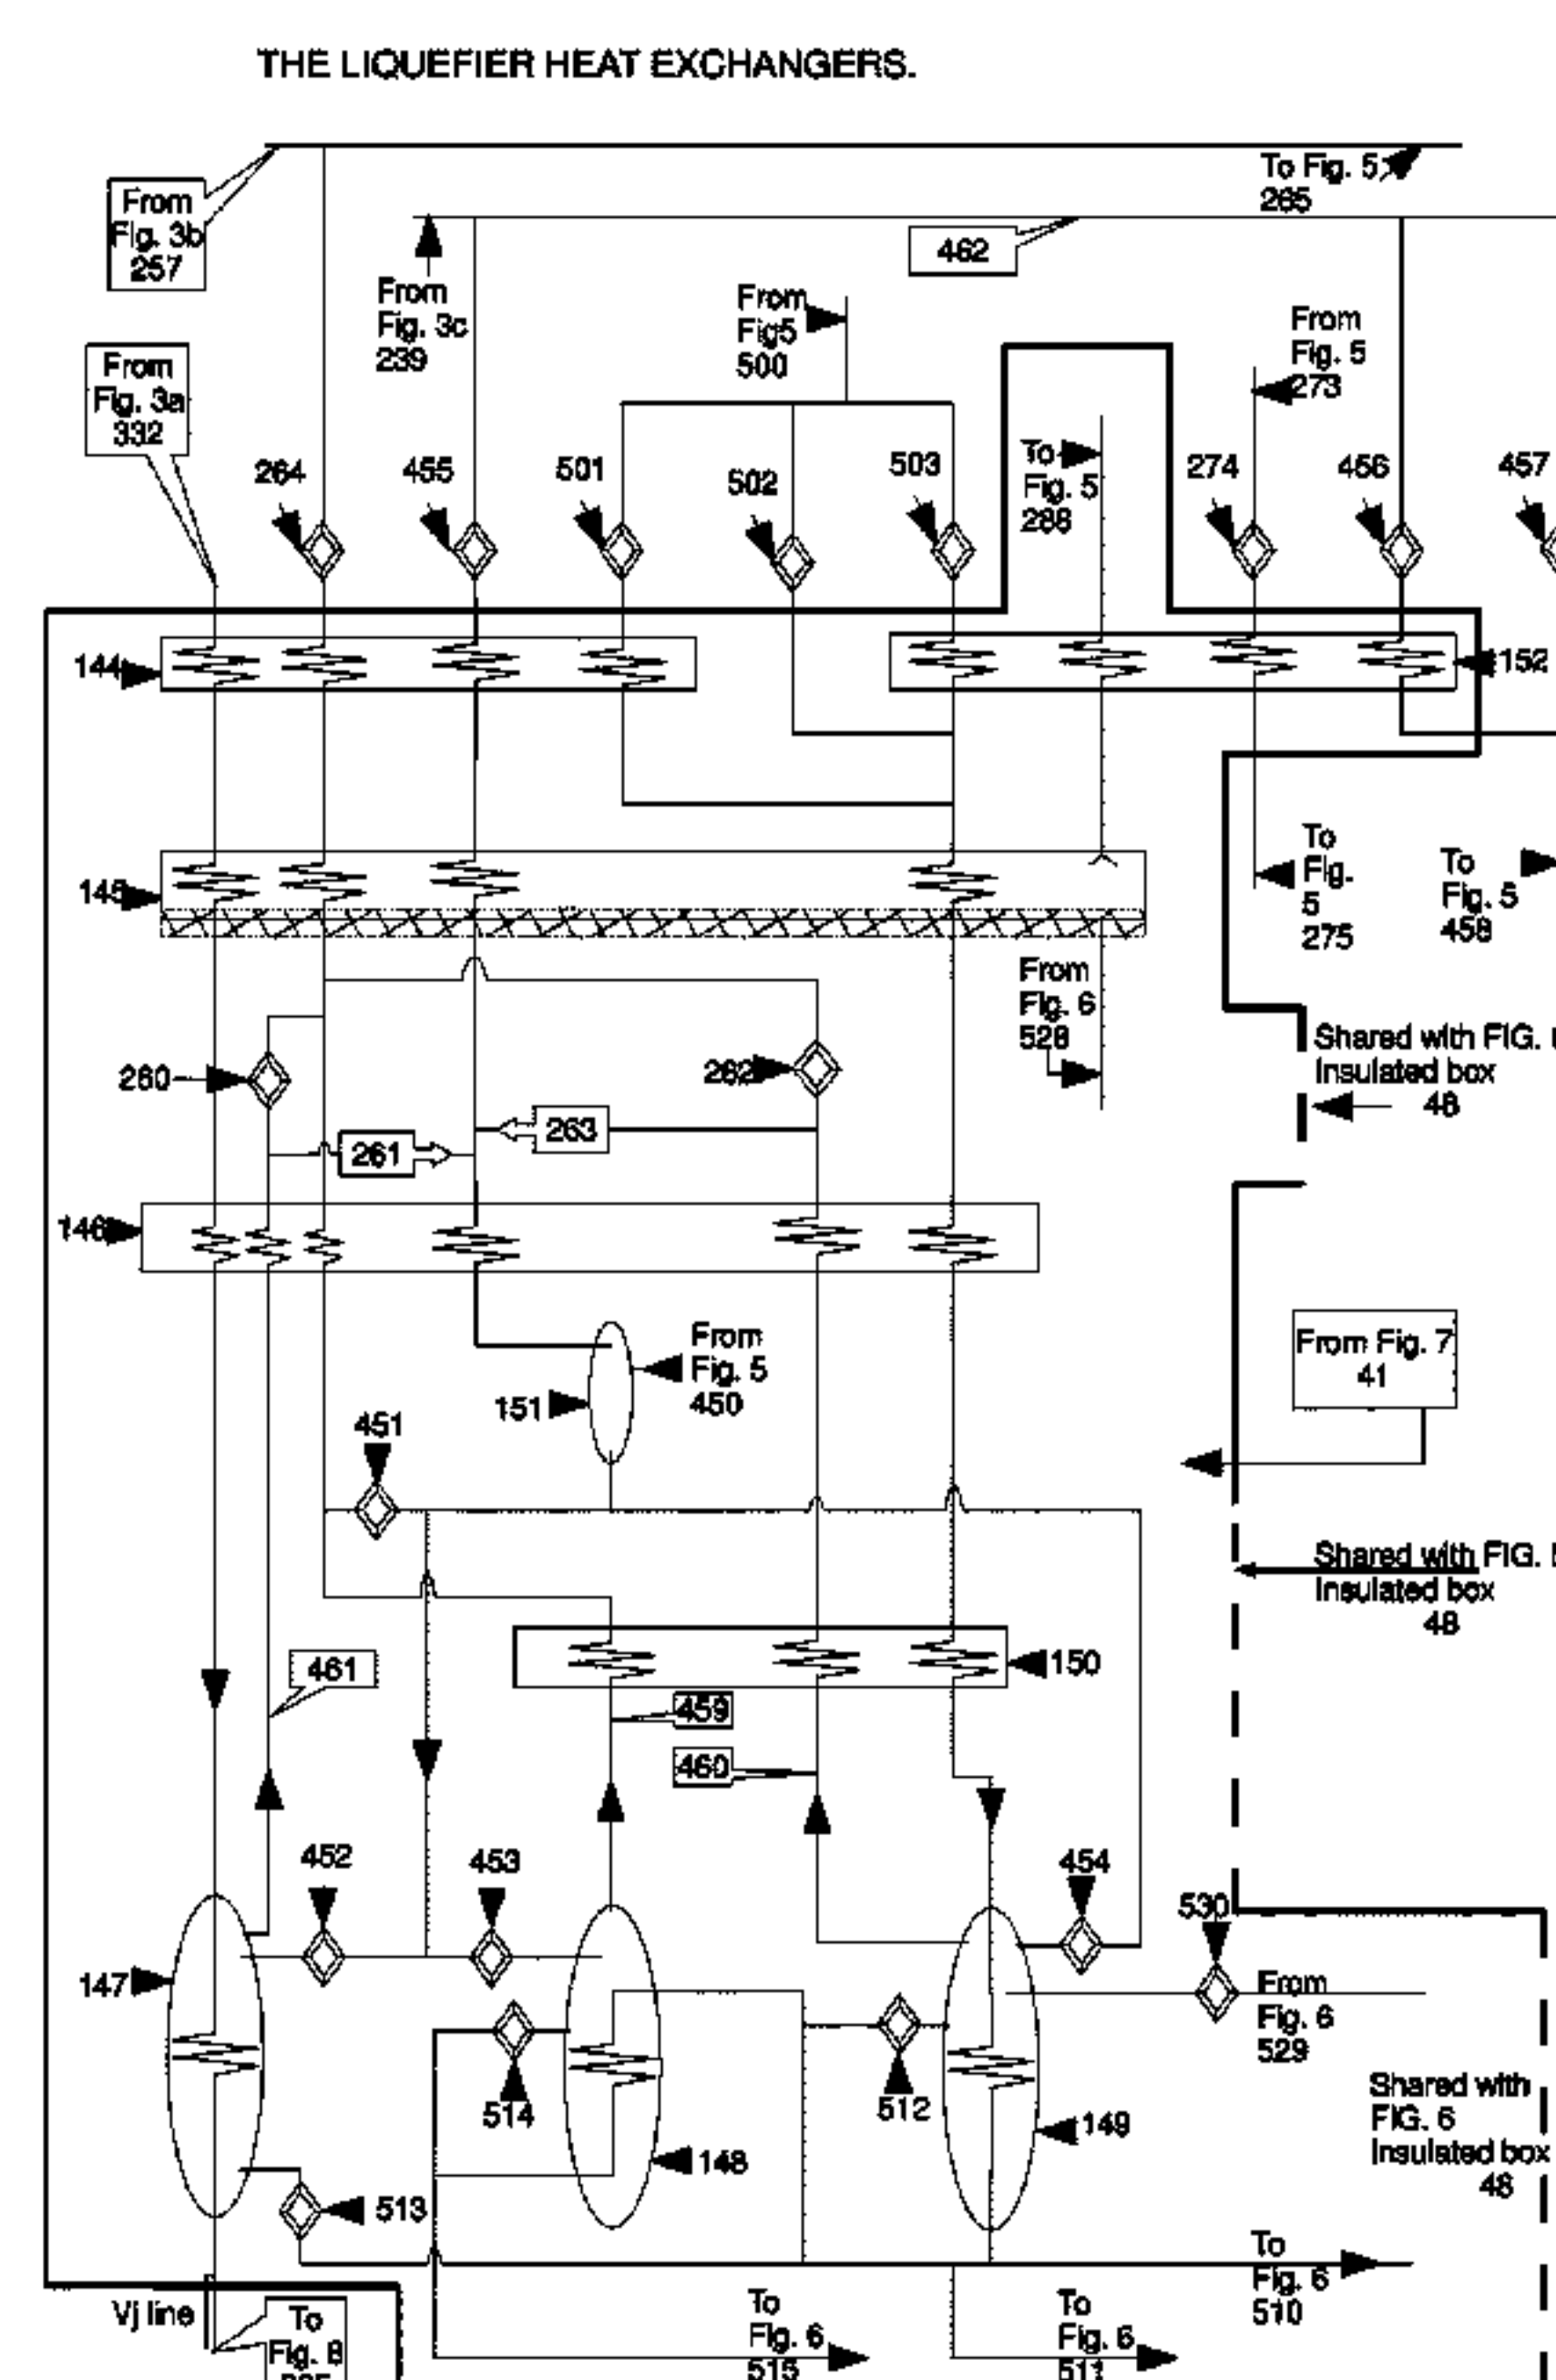 THE LIQUEFIER HEAT EXCHANGERS.
From
Fig. 3b
257
To Fig. 5
265
462
From
Fig. 3c
239
From
Fig5
500
From
Fig. 5
273
From
Fig. 3a
332
264
455
501
502
503
To
Fig. 5
288
274
456
457
144
152
145
To
Fig.
5
275
To
Fig. 5
458
From
Fig. 6
528
Shared with FIG.
Insulated box
48
260
262
263
261
146
From Fig. 7
41
From
Fig. 5
450
151
451
Shared with FIG.
Insulated box
48
461
150
459
460
452
453
454
530
147
From
Fig. 6
529
514
512
149
148
Shared with
FIG. 6
Insulated box
48
513
To
Fig. 6
510
Vj line
To
Fig. 8
To
Fig. 6
515
To
Fig. 6
511